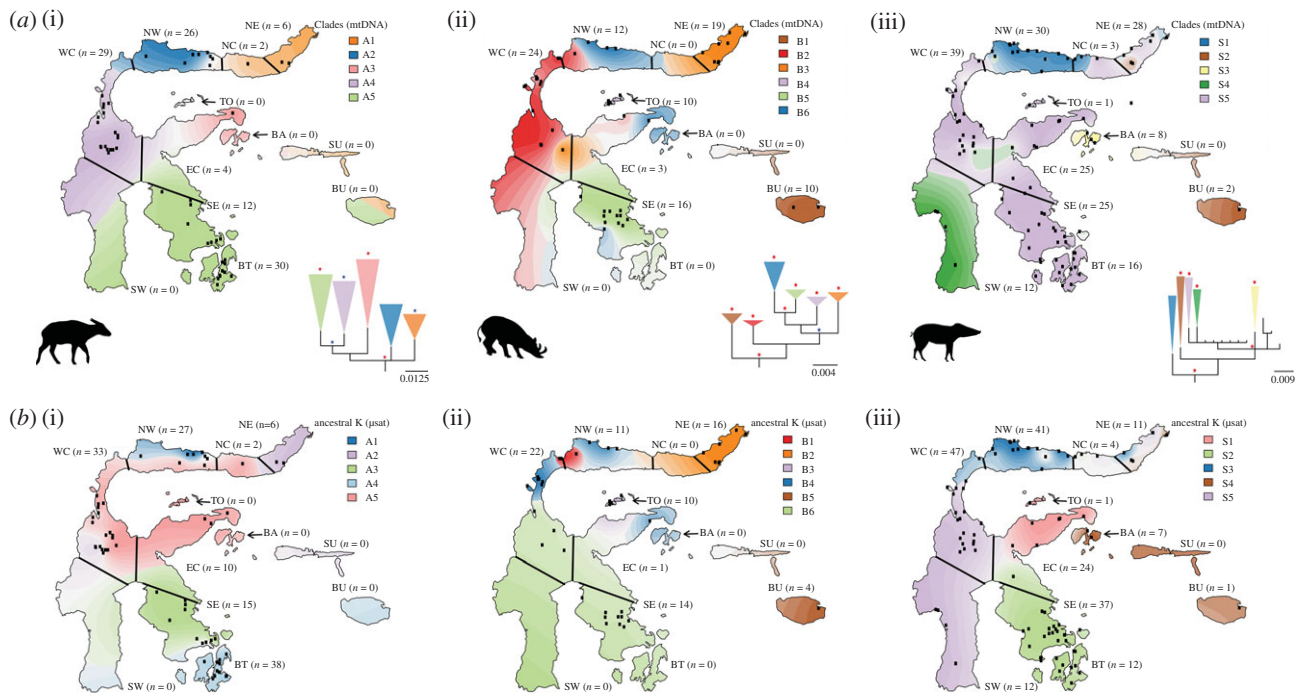 (a) (i)
NW (n = 26)
NE (n = 6)
WC (n = 29)
NC (n = 2)
Clades (mtDNA)
A1
A2
A3
A4
A5
TO (n = 0)
BA (n = 0)
SU (n = 0)
EC (n = 4)
BU (n = 0)
SE (n = 12)
BT (n = 30)
SW (n = 0)
0.0125
(ii)
NW (n = 12)
NE (n = 19)
WC (n = 24)
NC (n = 0)
Clades (mtDNA)
B1
B2
B3
B4
B5
B6
TO (n = 10)
BA (n = 0)
SU (n = 0)
EC (n = 3)
BU (n = 10)
SE (n = 16)
BT (n = 0)
SW (n = 0)
0.004
(iii)
NW (n = 30)
NE (n = 28)
WC (n = 39)
NC (n = 3)
Clades (mtDNA)
S1
S2
S3
S4
S5
TO (n = 1)
BA (n = 8)
SU (n = 0)
EC (n = 25)
BU (n = 2)
SE (n = 25)
BT (n = 16)
SW (n = 12)
0.009
(b) (i)
NW (n = 27)
NE (n=6)
WC (n = 33)
NC (n = 2)
ancestral K (µsat)
A1
A2
A3
A4
A5
TO (n = 0)
BA (n = 0)
SU (n = 0)
EC (n = 10)
BU (n = 0)
SE (n = 15)
BT (n = 38)
SW (n = 0)
(ii)
NW (n = 11)
NE (n = 16)
WC (n = 22)
NC (n = 0)
ancestral K (µsat)
B1
B2
B3
B4
B5
B6
TO (n = 10)
BA (n = 0)
SU (n = 0)
EC (n = 1)
BU (n = 4)
SE (n = 14)
BT (n = 0)
SW (n = 0)
(iii)
NW (n = 41)
NE (n = 11)
WC (n = 47)
NC (n = 4)
ancestral K (µsat)
S1
S2
S3
S4
S5
TO (n = 1)
BA (n = 7)
SU (n = 0)
EC (n = 24)
BU (n = 1)
SE (n = 37)
BT (n = 12)
SW (n = 12)